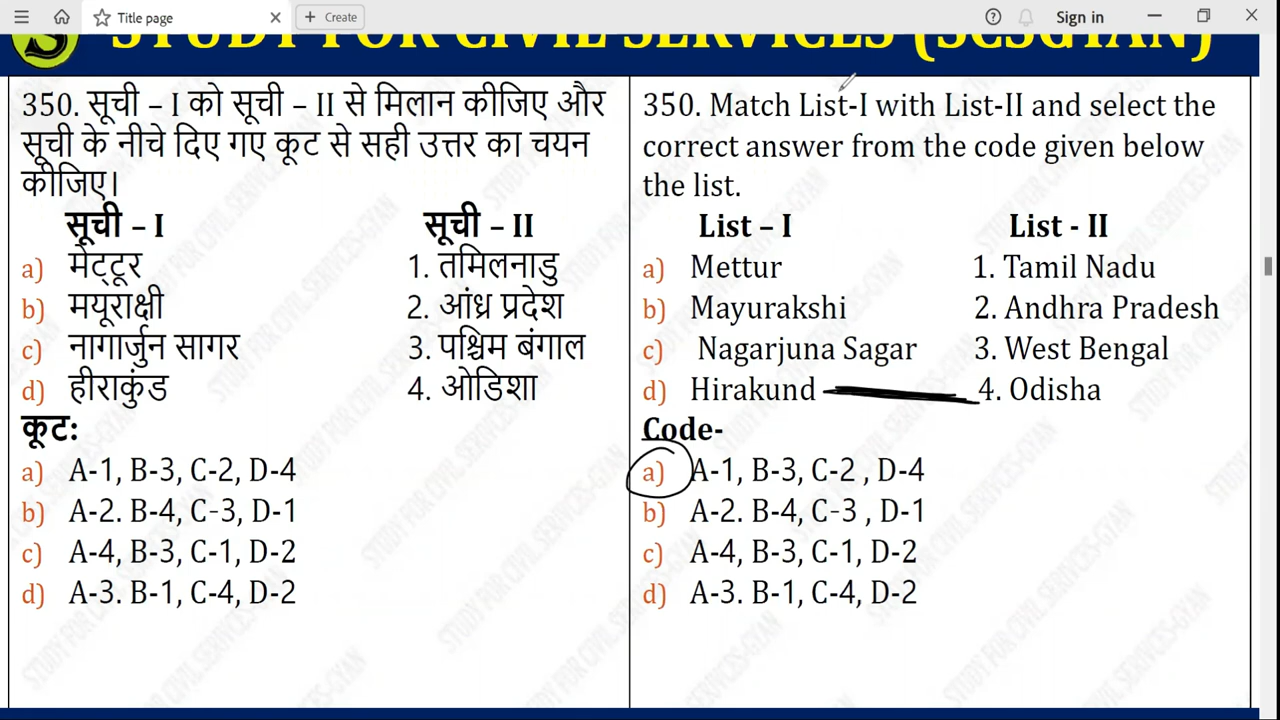 Title page
Create
Sign in
STUDY FOR CIVIL SERVICES (SCSGYAN)
350. सूची – I को सूची – II से मिलान कीजिए और
सूची के नीचे दिए गए कूट से सही उत्तर का चयन
कीजिए।
सूची – I सूची – II
a) मेट्टूर 1. तमिलनाडु
b) मयूराक्षी 2. आंध्र प्रदेश
c) नागार्जुन सागर 3. पश्चिम बंगाल
d) हीराकुंड 4. ओडिशा
कूटः
a) A-1, B-3, C-2, D-4
b) A-2. B-4, C-3, D-1
c) A-4, B-3, C-1, D-2
d) A-3. B-1, C-4, D-2
350. Match List-I with List-II and select the
correct answer from the code given below
the list.
List – I List - II
a) Mettur 1. Tamil Nadu
b) Mayurakshi 2. Andhra Pradesh
c) Nagarjuna Sagar 3. West Bengal
d) Hirakund 4. Odisha
Code-
a) A-1, B-3, C-2 , D-4
b) A-2. B-4, C-3 , D-1
c) A-4, B-3, C-1, D-2
d) A-3. B-1, C-4, D-2